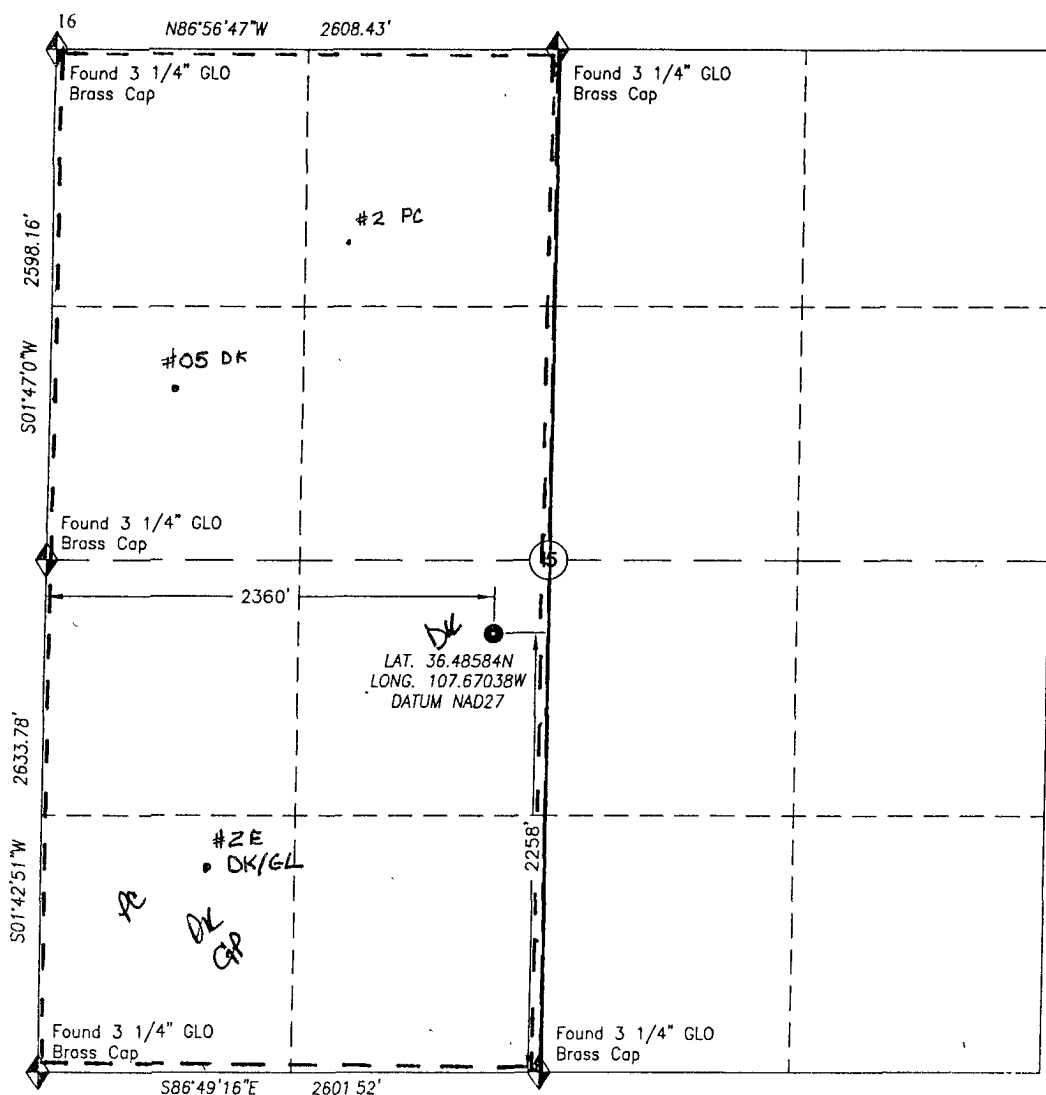 16
N86°56'47"W 2608.43'
Found 3 1/4" GLO
Brass Cap
Found 3 1/4" GLO
Brass Cap
2598.16'
S01°47'0"W
#2 PC
#05 DK
Found 3 1/4" GLO
Brass Cap
5
2360'
DK
LAT. 36.48584N
LONG. 107.67038W
DATUM NAD27
2633.78'
S01°42'51"W
2258'
#2E
DK/GL
PC
DK
GP
Found 3 1/4" GLO
Brass Cap
Found 3 1/4" GLO
Brass Cap
S86°49'16"E 2601 52'